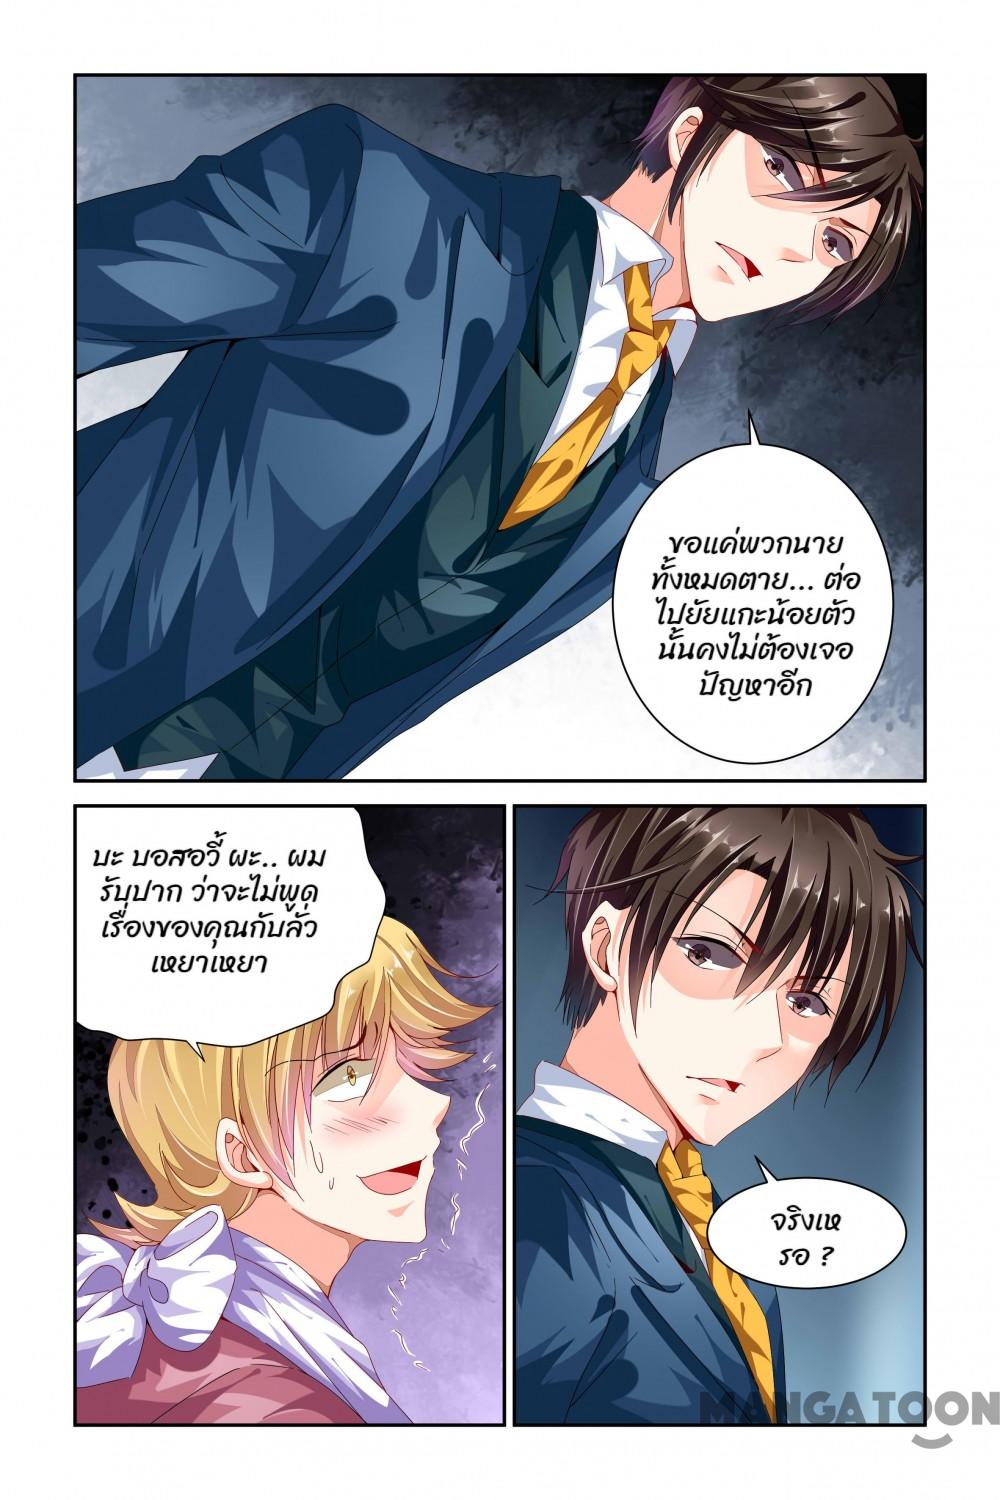 ขอแค่พวกนาย
ทั้งหมดตาย... ต่อ
ไปยัยแกะน้อยตัว
นั้นคงไม่ต้องเจอ
ปัญหาอีก
บะ บอสอวี้ ผะ.. ผม
รับปาก ว่าจะไม่พูด
เรื่องของคุณกับลั่ว
เหยาเหยา
จริงเห
รอ ?
MANGATOON